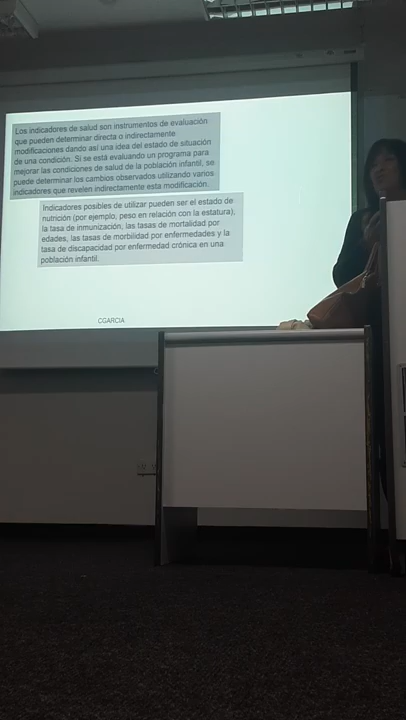 Los indicadores de salud son instrumentos de evaluación
que pueden determinar directa o indirectamente
modificaciones dando así una idea del estado de situación
de una condición. Si se está evaluando un programa para
mejorar las condiciones de salud de la población infantil, se
puede determinar los cambios observados utilizando varios
indicadores que revelen indirectamente esta modificación.
Indicadores posibles de utilizar pueden ser el estado de
nutrición (por ejemplo, peso en relación con la estatura),
la tasa de inmunización, las tasas de mortalidad por
edades, las tasas de morbilidad por enfermedades y la
tasa de discapacidad por enfermedad crónica en una
población infantil.
CGARCIA